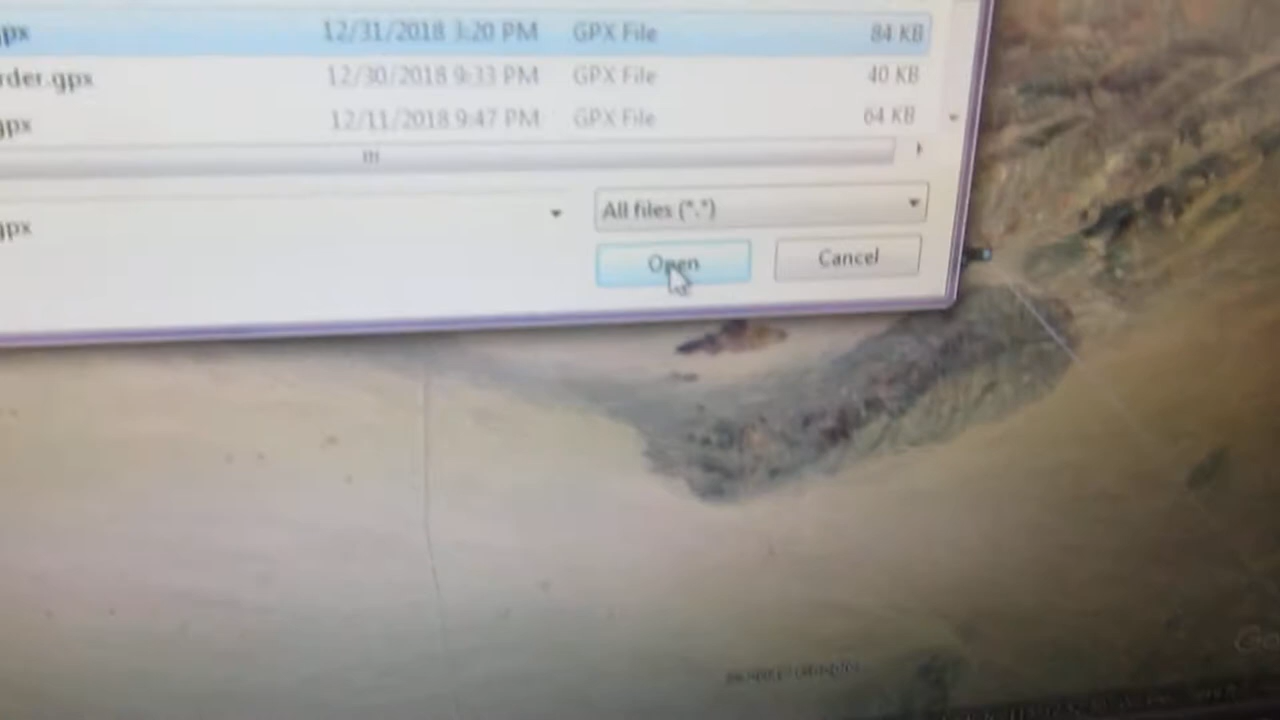 gpx 12/31/2018 3:20 PM GPX File 84 KB
rder.gpx 12/30/2018 9:33 PM GPX File 40 KB
gpx 12/11/2018 9:47 PM GPX File 64 KB
gpx All files (*.*)
Open Cancel